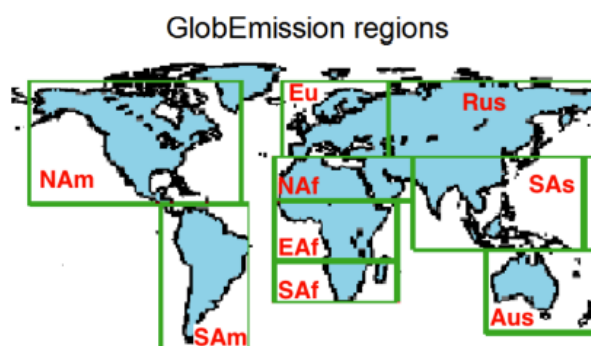 GlobEmission regions
Eu
Rus
NAm
NAf
SAs
EAf
SAf
Aus
SAm